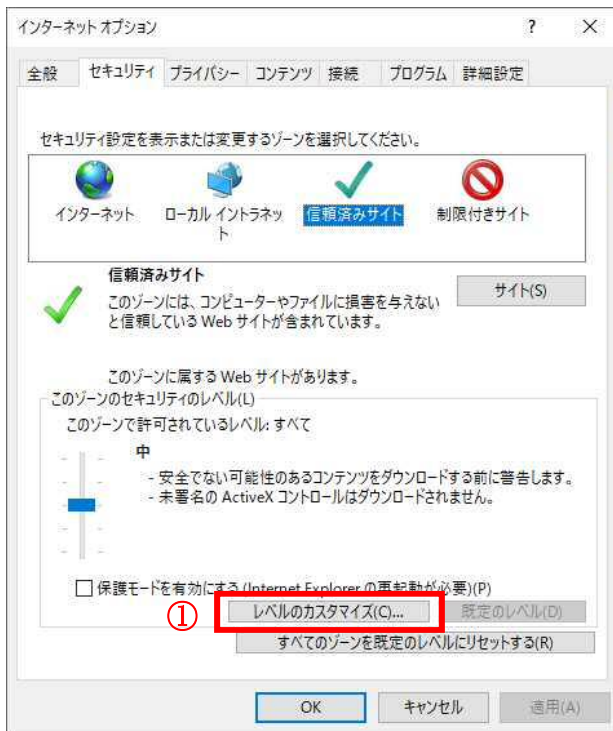 インターネット オプション ? ×
全般 セキュリティ プライバシー コンテンツ 接続 プログラム 詳細設定
セキュリティ設定を表示または変更するゾーンを選択してください。
インターネット ローカル イントラネッ 信頼済みサイト 制限付きサイト
ト
信頼済みサイト
サイト(S)
このゾーンには、コンピューターやファイルに損害を与えない
と信頼している Web サイトが含まれています。
このゾーンに属する Web サイトがあります。
このゾーンのセキュリティのレベル(L)
このゾーンで許可されているレベル: すべて
中
- 安全でない可能性のあるコンテンツをダウンロードする前に警告します。
- 未署名の ActiveX コントロールはダウンロードされません。
保護モードを有効にする (Internet Explorer の再起動が必要)(P)
① レベルのカスタマイズ(C)... 既定のレベル(D)
すべてのゾーンを既定のレベルにリセットする(R)
OK キャンセル 適用(A)